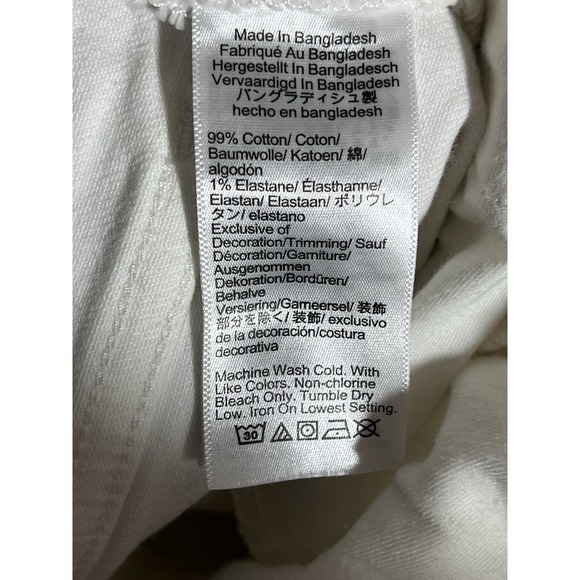 Made In Bangladesh
Fabriqué Au Bangladesh
Hergestellt In Bangladesch
Vervaardigd In Bangladesh
バングラディシュ製
hecho en bangladesh
99% Cotton/ Coton/
Baumwolle/ Katoen/ 綿/
algodón
1% Elastane/ Élasthanne/
Elastan/ Elastaan/ ポリウレ
タン/ elastano
Exclusive of
Decoration/Trimming/ Sauf
Décoration/Garniture/
Ausgenommen
Dekoration/Bordüren/
Behalve
Versiering/Garneersel/ 装飾
部分を除く/ 装飾/ exclusivo
de la decoración/costura
decorativa
Machine Wash Cold. With
Like Colors. Non-chlorine
Bleach Only. Tumble Dry
Low. Iron On Lowest Setting.
30